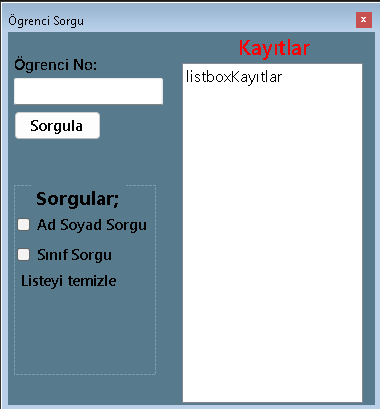 Ögrenci Sorgu
x
Ögrenci No:
Sorgula
Sorgular;
Ad Soyad Sorgu
Sınıf Sorgu
Listeyi temizle
Kayıtlar
listboxKayıtlar